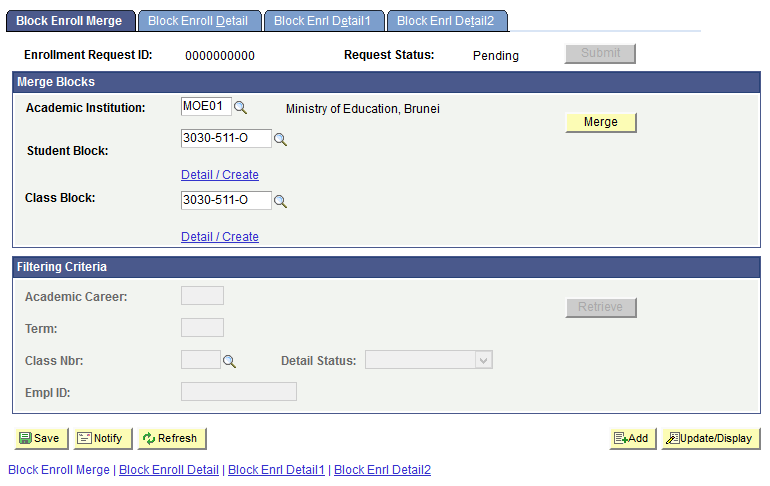 Block Enroll Merge Block Enroll Detail Block Enrl Detail1 Block Enrl Detail2
Enrollment Request ID: 0000000000 Request Status: Pending Submit
Merge Blocks
Academic Institution: MOE01 Ministry of Education, Brunei
Merge
Student Block: 3030-511-O
Detail / Create
Class Block: 3030-511-O
Detail / Create
Filtering Criteria
Academic Career:
Retrieve
Term:
Class Nbr: Detail Status:
Empl ID:
Save Notify Refresh Add Update/Display
Block Enroll Merge | Block Enroll Detail | Block Enrl Detail1 | Block Enrl Detail2